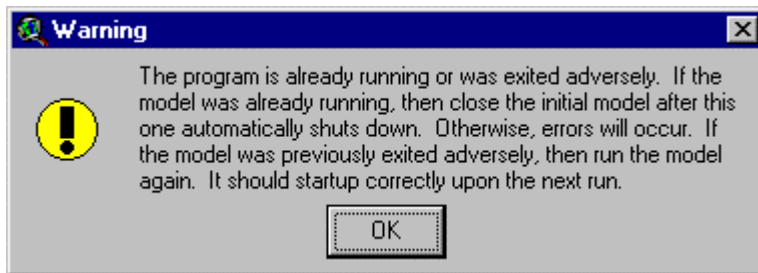 Warning
The program is already running or was exited adversely.  If the
model was already running, then close the initial model after this
one automatically shuts down.  Otherwise, errors will occur.  If
the model was previously exited adversely, then run the model
again.  It should startup correctly upon the next run.
OK